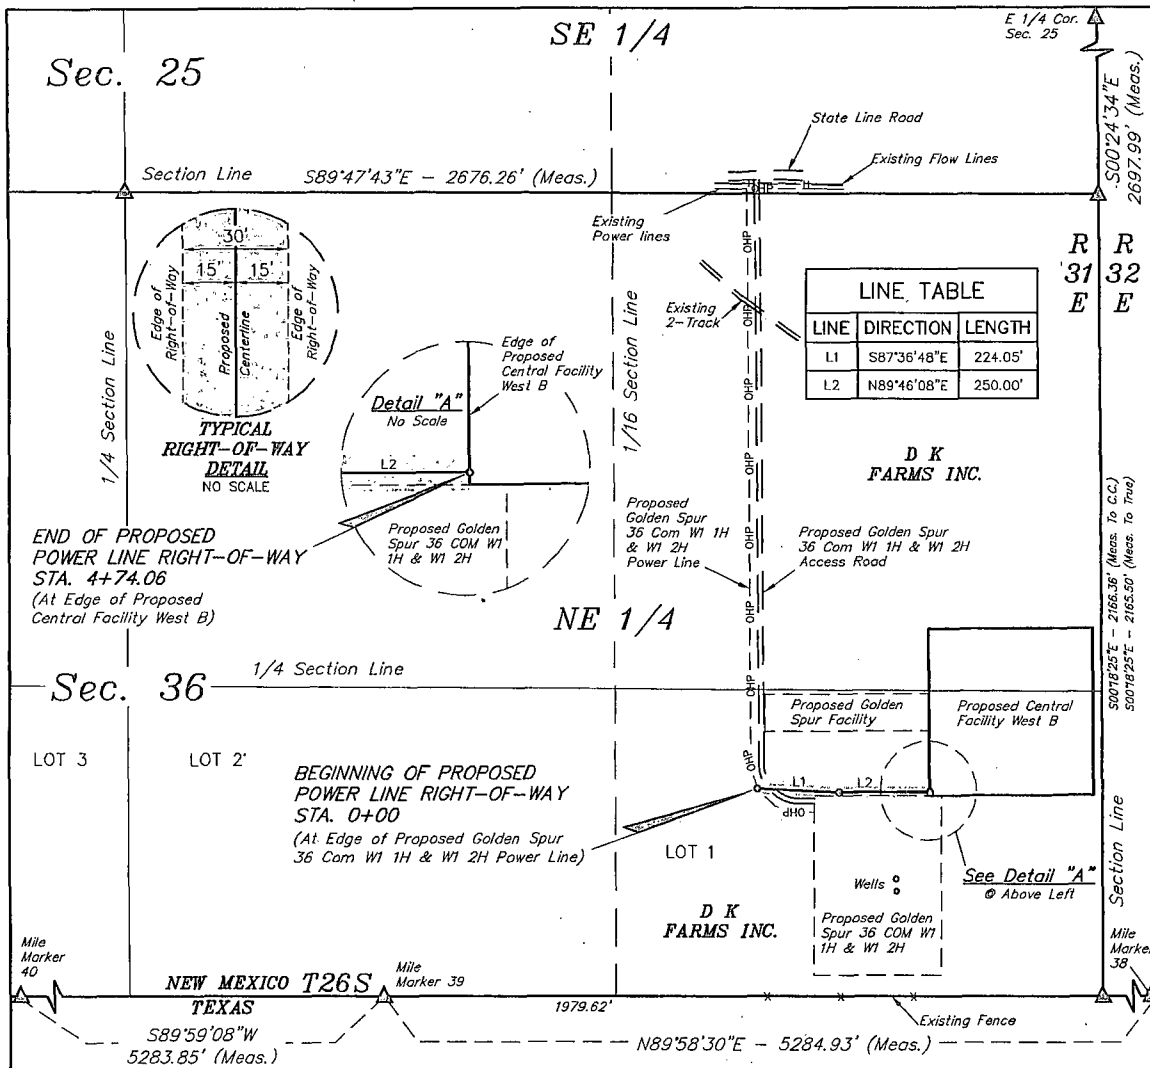 SE 1/4
E 1/4 Cor.
Sec. 25
Sec. 25
S00°24'34"E
2697.99' (Meas.)
State Line Road
Existing Flow Lines
Section Line
S89°47'43"E - 2676.26' (Meas.)
OHP
Existing
Power lines
R R
31 32
E E
30'
15' 15'
Edge of
Right-of-Way
Proposed
Centerline
Edge of
Right-of-Way
TYPICAL
RIGHT-OF-WAY
DETAIL
NO SCALE
1/4 Section Line
1/16 Section Line
OHP
Existing
2-Track
OHP
LINE TABLE
LINE DIRECTION LENGTH
L1 S87°36'48"E 224.05'
L2 N89°46'08"E 250.00'
Edge of
Proposed
Central Facility
West B
Detail "A"
No Scale
L2
Proposed Golden
Spur 36 COM W1
1H & W1 2H
OHP
D K
FARMS INC.
OHP
Proposed
Golden Spur
36 Com W1 1H
& W1 2H
Power Line
Proposed Golden Spur
36 Com W1 1H & W1 2H
Access Road
OHP
OHP
S00°18'25"E - 2166.36' (Meas. To C.C.)
S00°18'25"E - 2165.50' (Meas. To True)
END OF PROPOSED
POWER LINE RIGHT-OF-WAY
STA. 4+74.06
(At Edge of Proposed
Central Facility West B)
NE 1/4
1/4 Section Line
Sec. 36
OHP
Proposed Golden
Spur Facility
Proposed Central
Facility West B
LOT 3
LOT 2
OHP
BEGINNING OF PROPOSED
POWER LINE RIGHT-OF-WAY
STA. 0+00
(At Edge of Proposed Golden Spur
36 Com W1 1H & W1 2H Power Line)
L1
L2
OHP
LOT 1
Section Line
See Detail "A"
@ Above Left
Wells
D K
FARMS INC.
Proposed Golden
Spur 36 COM W1
1H & W1 2H
Mile
Marker
40
NEW MEXICO T26S
TEXAS
Mile
Marker 39
1979.62'
Mile
Marker
38
Existing Fence
S89°59'08"W
5283.85' (Meas.)
N89°58'30"E - 5284.93' (Meas.)